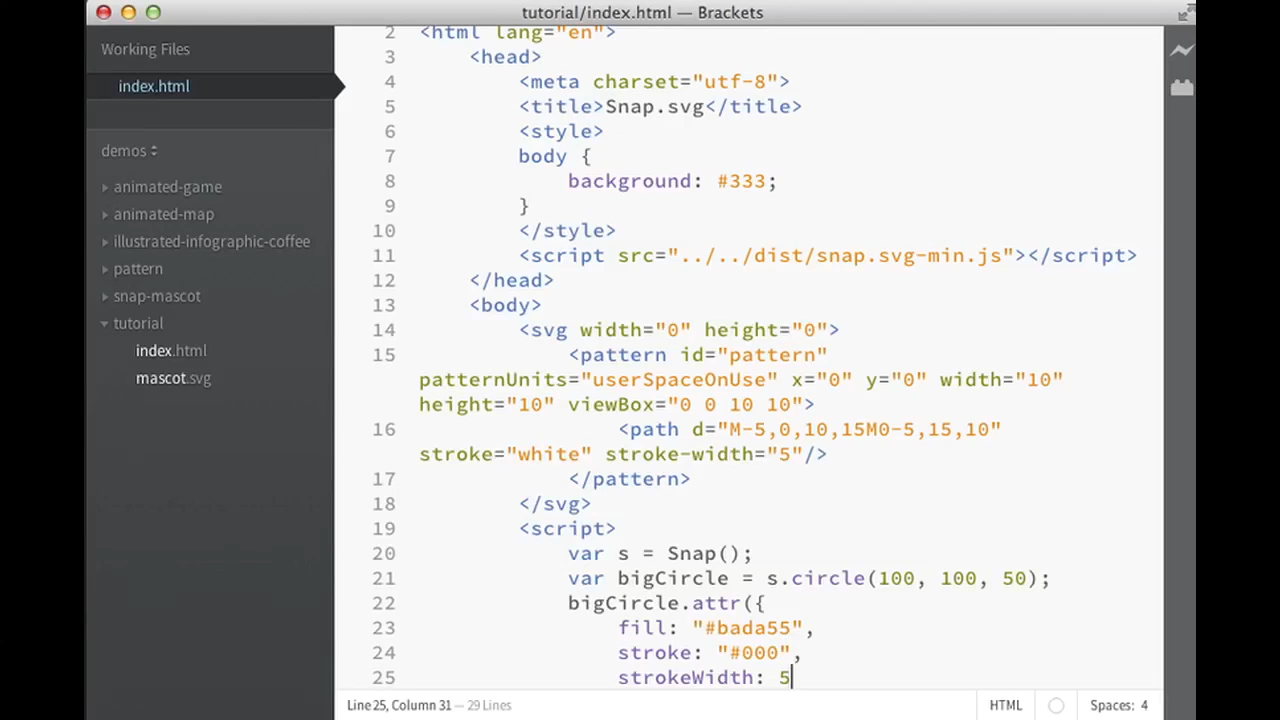 tutorial/index.html — Brackets
Working Files
index.html
demos
animated-game
animated-map
illustrated-infographic-coffee
pattern
snap-mascot
tutorial
index.html
mascot.svg
2 <html lang="en">
3 <head>
4 <meta charset="utf-8">
5 <title>Snap.svg</title>
6 <style>
7 body {
8 background: #333;
9 }
10 </style>
11 <script src="../../dist/snap.svg-min.js"></script>
12 </head>
13 <body>
14 <svg width="0" height="0">
15 <pattern id="pattern"
patternUnits="userSpaceOnUse" x="0" y="0" width="10"
height="10" viewBox="0 0 10 10">
16 <path d="M-5,0,10,15M0-5,15,10"
stroke="white" stroke-width="5"/>
17 </pattern>
18 </svg>
19 <script>
20 var s = Snap();
21 var bigCircle = s.circle(100, 100, 50);
22 bigCircle.attr({
23 fill: "#bada55",
24 stroke: "#000",
25 strokeWidth: 5
Line 25, Column 31 — 29 Lines
HTML
Spaces: 4